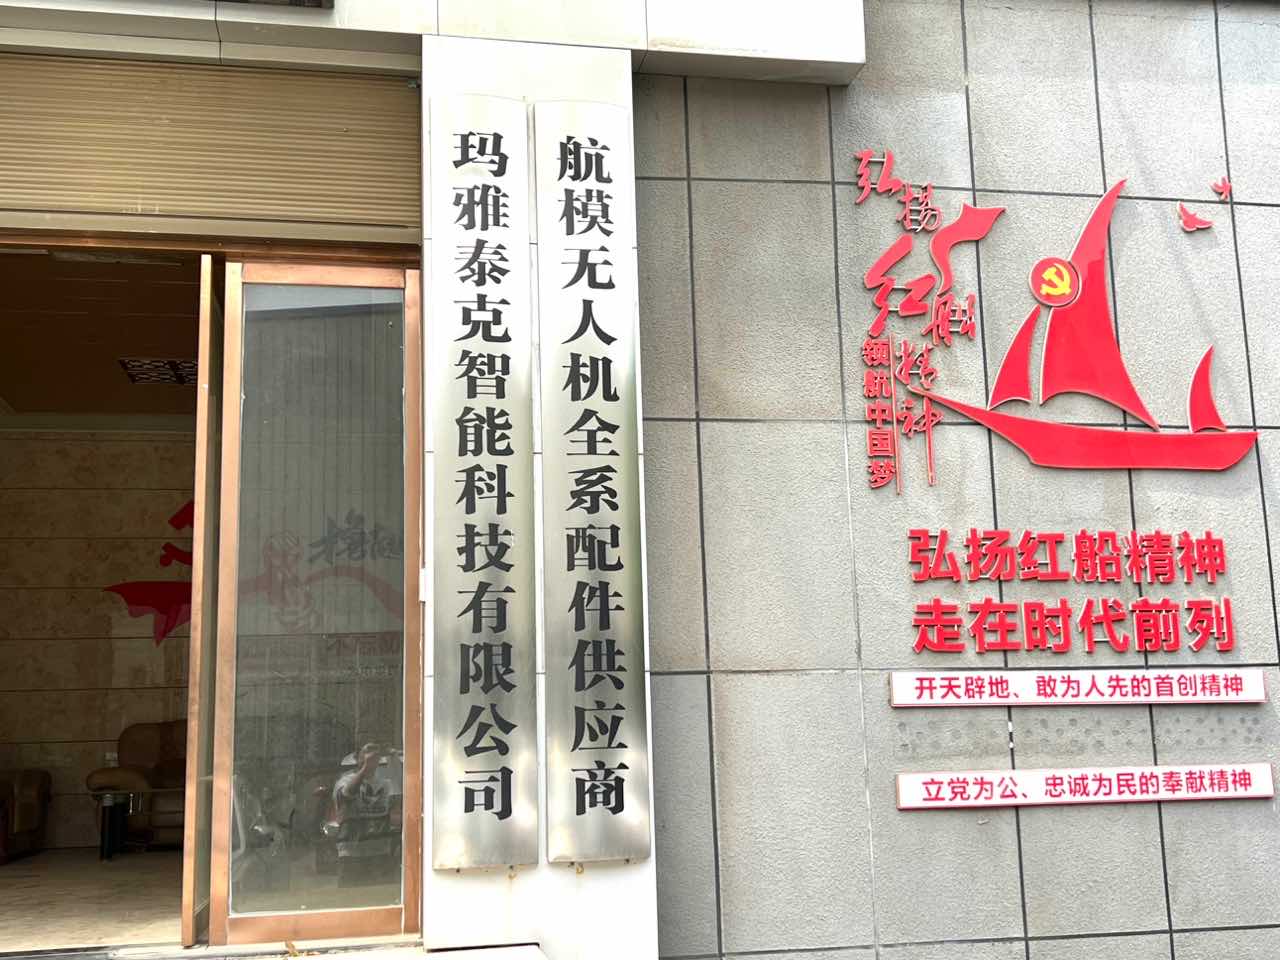 玛雅泰克智能科技有限公司
航模无人机全系配件供应商
弘扬
红船
精神
领航中国梦
弘扬红船精神
走在时代前列
开天辟地、敢为人先的首创精神
立党为公、忠诚为民的奉献精神